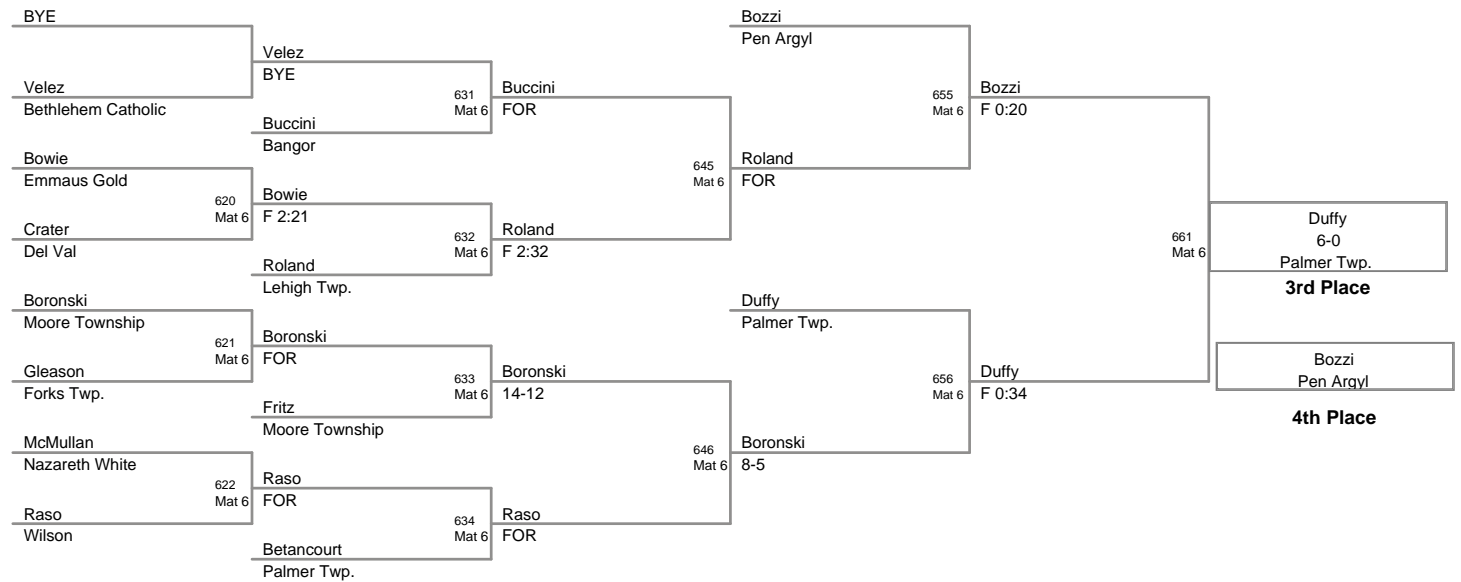 BYE
Velez
Bethlehem Catholic
Bowie
Emmaus Gold
Crater
Del Val
Boronski
Moore Township
Gleason
Forks Twp.
McMullan
Nazareth White
Raso
Wilson
620
Mat 6
621
Mat 6
622
Mat 6
Velez
BYE
Buccini
Bangor
Bowie
F 2:21
Roland
Lehigh Twp.
Boronski
FOR
Fritz
Moore Township
Raso
FOR
Betancourt
Palmer Twp.
631
Mat 6
632
Mat 6
633
Mat 6
634
Mat 6
Buccini
FOR
Roland
F 2:32
Boronski
14-12
Raso
FOR
645
Mat 6
646
Mat 6
Bozzi
Pen Argyl
Roland
FOR
Duffy
Palmer Twp.
Boronski
8-5
655
Mat 6
656
Mat 6
Bozzi
F 0:20
Duffy
F 0:34
661
Mat 6
Duffy
6-0
Palmer Twp.
3rd Place
Bozzi
Pen Argyl
4th Place